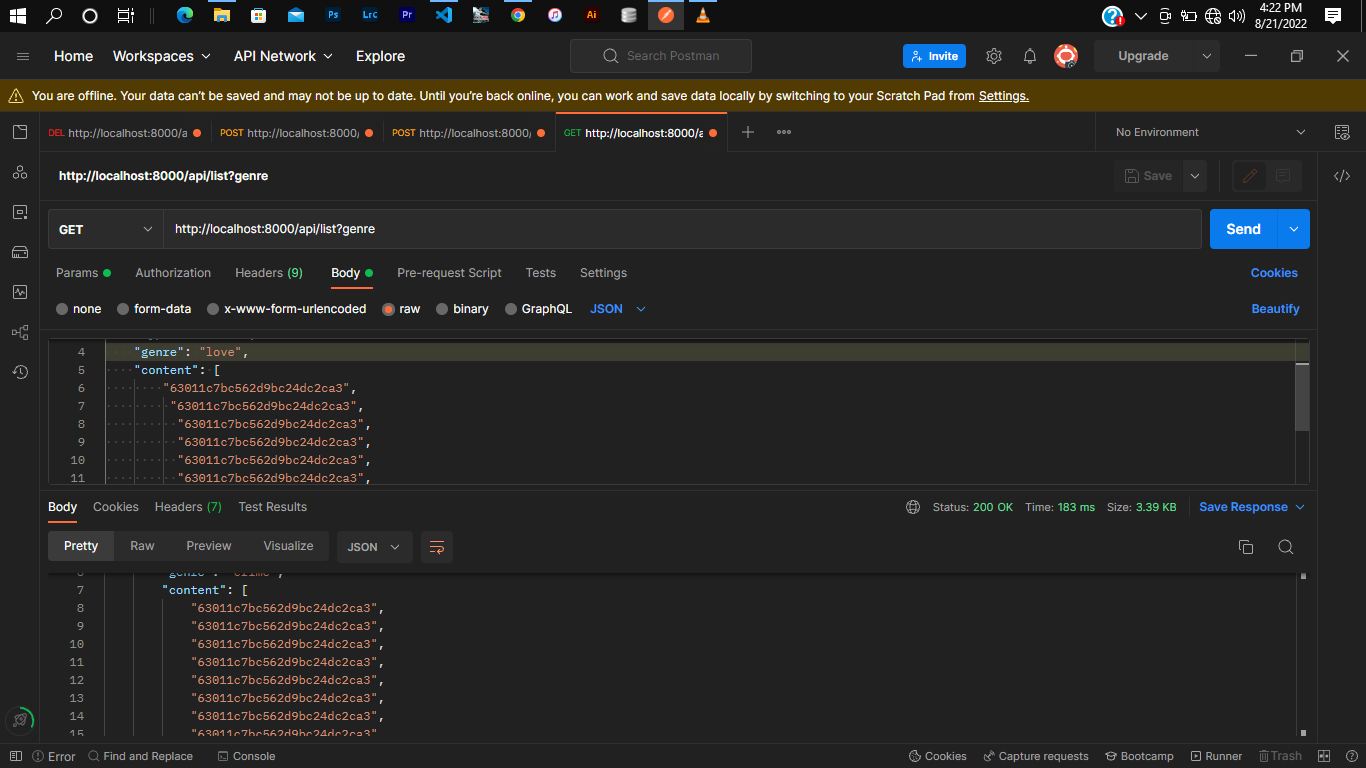 Ps Lrc Pr Ai 4:22 PM
8/21/2022
Home Workspaces API Network Explore Search Postman Invite Upgrade
You are offline. Your data can't be saved and may not be up to date. Until you're back online, you can work and save data locally by switching to your Scratch Pad from Settings.
DEL http://localhost:8000/a POST http://localhost:8000/ POST http://localhost:8000/ GET http://localhost:8000/a No Environment
http://localhost:8000/api/list?genre Save
GET http://localhost:8000/api/list?genre Send
Params Authorization Headers (9) Body Pre-request Script Tests Settings Cookies
none form-data x-www-form-urlencoded raw binary GraphQL JSON Beautify
4 "genre": "love",
5 "content": [
6 "63011c7bc562d9bc24dc2ca3",
7 "63011c7bc562d9bc24dc2ca3",
8 "63011c7bc562d9bc24dc2ca3",
9 "63011c7bc562d9bc24dc2ca3",
10 "63011c7bc562d9bc24dc2ca3",
11 "63011c7bc562d9bc24dc2ca3",
Body Cookies Headers (7) Test Results Status: 200 OK Time: 183 ms Size: 3.39 KB Save Response
Pretty Raw Preview Visualize JSON
7 "content": [
8 "63011c7bc562d9bc24dc2ca3",
9 "63011c7bc562d9bc24dc2ca3",
10 "63011c7bc562d9bc24dc2ca3",
11 "63011c7bc562d9bc24dc2ca3",
12 "63011c7bc562d9bc24dc2ca3",
13 "63011c7bc562d9bc24dc2ca3",
14 "63011c7bc562d9bc24dc2ca3",
15 "63011c7bc562d9bc24dc2ca3"
Error Find and Replace Console Cookies Capture requests Bootcamp Runner Trash